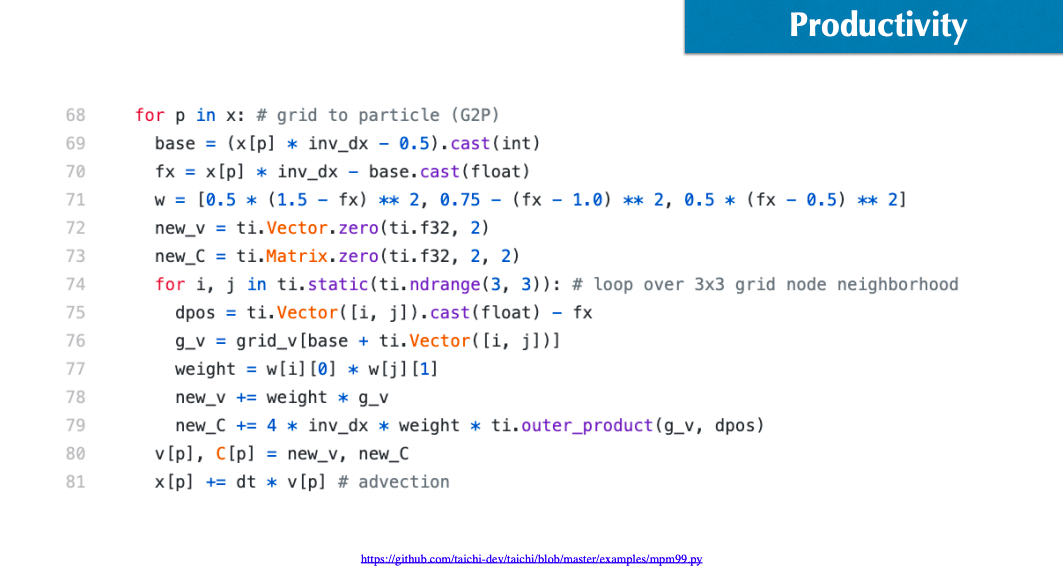 Productivity
68 for p in x: # grid to particle (G2P)
69 base = (x[p] * inv_dx - 0.5).cast(int)
70 fx = x[p] * inv_dx - base.cast(float)
71 w = [0.5 * (1.5 - fx) ** 2, 0.75 - (fx - 1.0) ** 2, 0.5 * (fx - 0.5) ** 2]
72 new_v = ti.Vector.zero(ti.f32, 2)
73 new_C = ti.Matrix.zero(ti.f32, 2, 2)
74 for i, j in ti.static(ti.ndrange(3, 3)): # loop over 3x3 grid node neighborhood
75 dpos = ti.Vector([i, j]).cast(float) - fx
76 g_v = grid_v[base + ti.Vector([i, j])]
77 weight = w[i][0] * w[j][1]
78 new_v += weight * g_v
79 new_C += 4 * inv_dx * weight * ti.outer_product(g_v, dpos)
80 v[p], C[p] = new_v, new_C
81 x[p] += dt * v[p] # advection
https://github.com/taichi-dev/taichi/blob/master/examples/mpm99.py